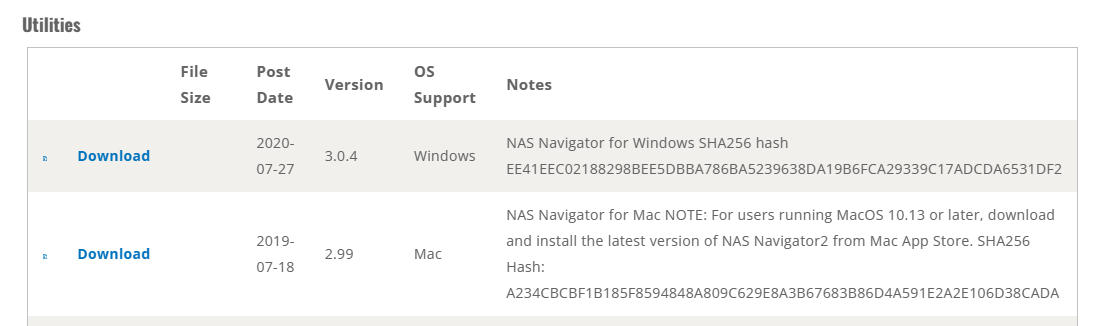 Utilities
File Size Post Date Version OS Support Notes
Download 2020-07-27 3.0.4 Windows NAS Navigator for Windows SHA256 hash
EE41EEC02188298BEE5DBBA786BA5239638DA19B6FCA29339C17ADCDA6531DF2
Download 2019-07-18 2.99 Mac NAS Navigator for Mac NOTE: For users running MacOS 10.13 or later, download
and install the latest version of NAS Navigator2 from Mac App Store. SHA256
Hash:
A234CBCBF1B185F8594848A809C629E8A3B67683B86D4A591E2A2E106D38CADA